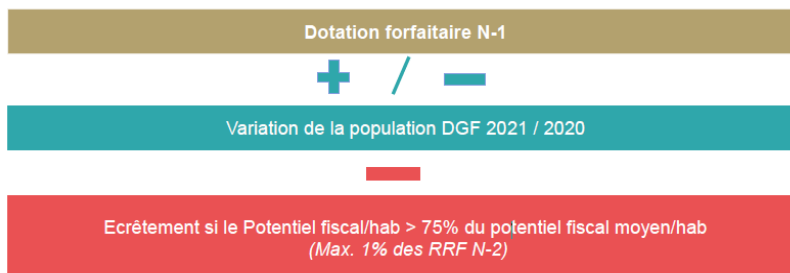 Dotation forfaitaire N-1
+ / -
Variation de la population DGF 2021 / 2020
-
Ecrêtement si le Potentiel fiscal/hab > 75% du potentiel fiscal moyen/hab
(Max. 1% des RRF N-2)